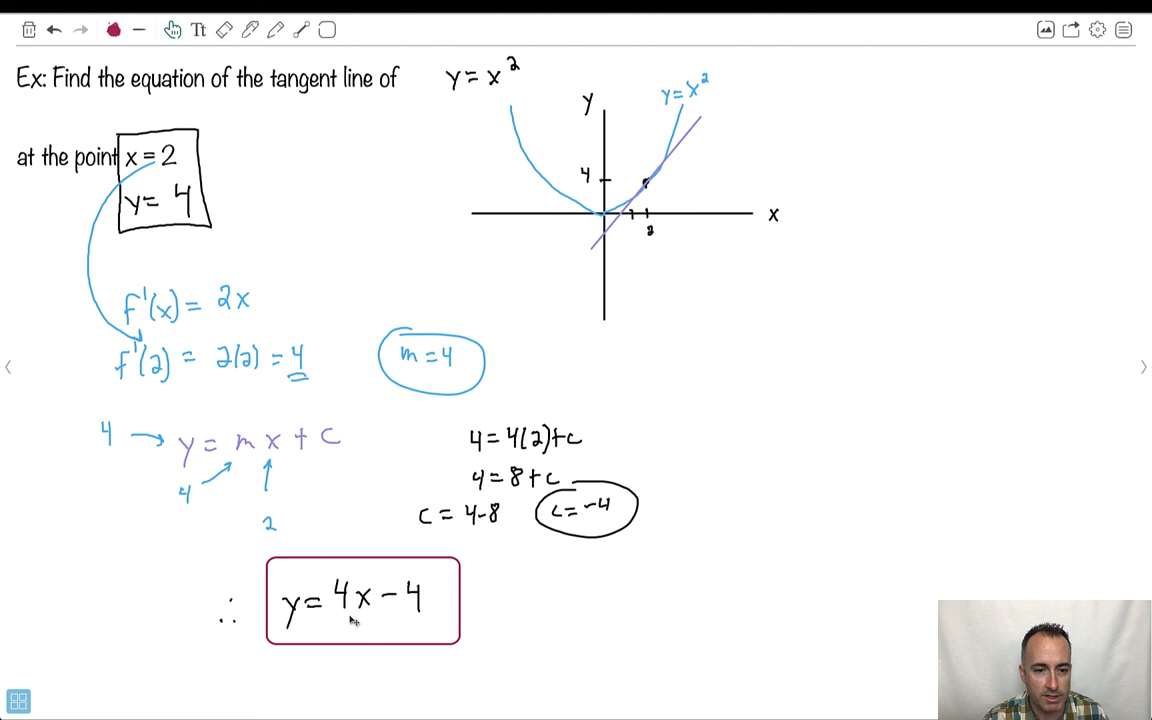 Tt
Ex: Find the equation of the tangent line of y = x²
at the point x = 2
y = 4
y
y = x²
4
2
x
f'(x) = 2x
f'(2) = 2(2) = 4
m = 4
4 → y = mx + c
4
2
4 = 4(2) + c
4 = 8 + c
c = 4 - 8
c = -4
∴ y = 4x - 4